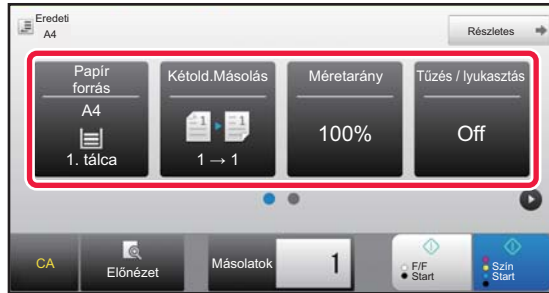 Eredeti
A4
Részletes
Papír
forrás
A4
1. tálca
Kétold.Másolás
1 → 1
Méretarány
100%
Tűzés / lyukasztás
Off
CA
Előnézet
Másolatok
1
F/F
Start
Szín
Start